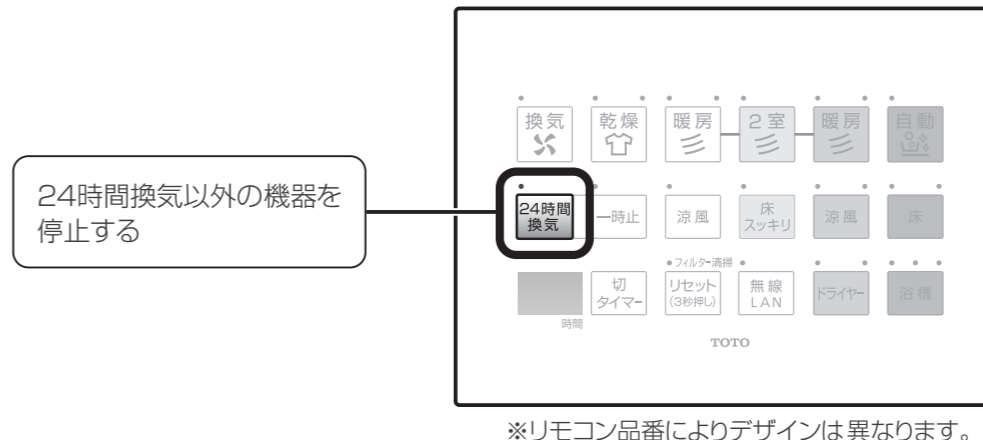 換気
乾燥
暖房
2室
暖房
自動
24時間換気以外の機器を
停止する
24時間
換気
一時止
涼風
床
スッキリ
涼風
床
フィルター清掃
切
タイマー
リセット
(3秒押し)
無線
LAN
ドライヤー
浴槽
時間
TOTO
※リモコン品番によりデザインは異なります。